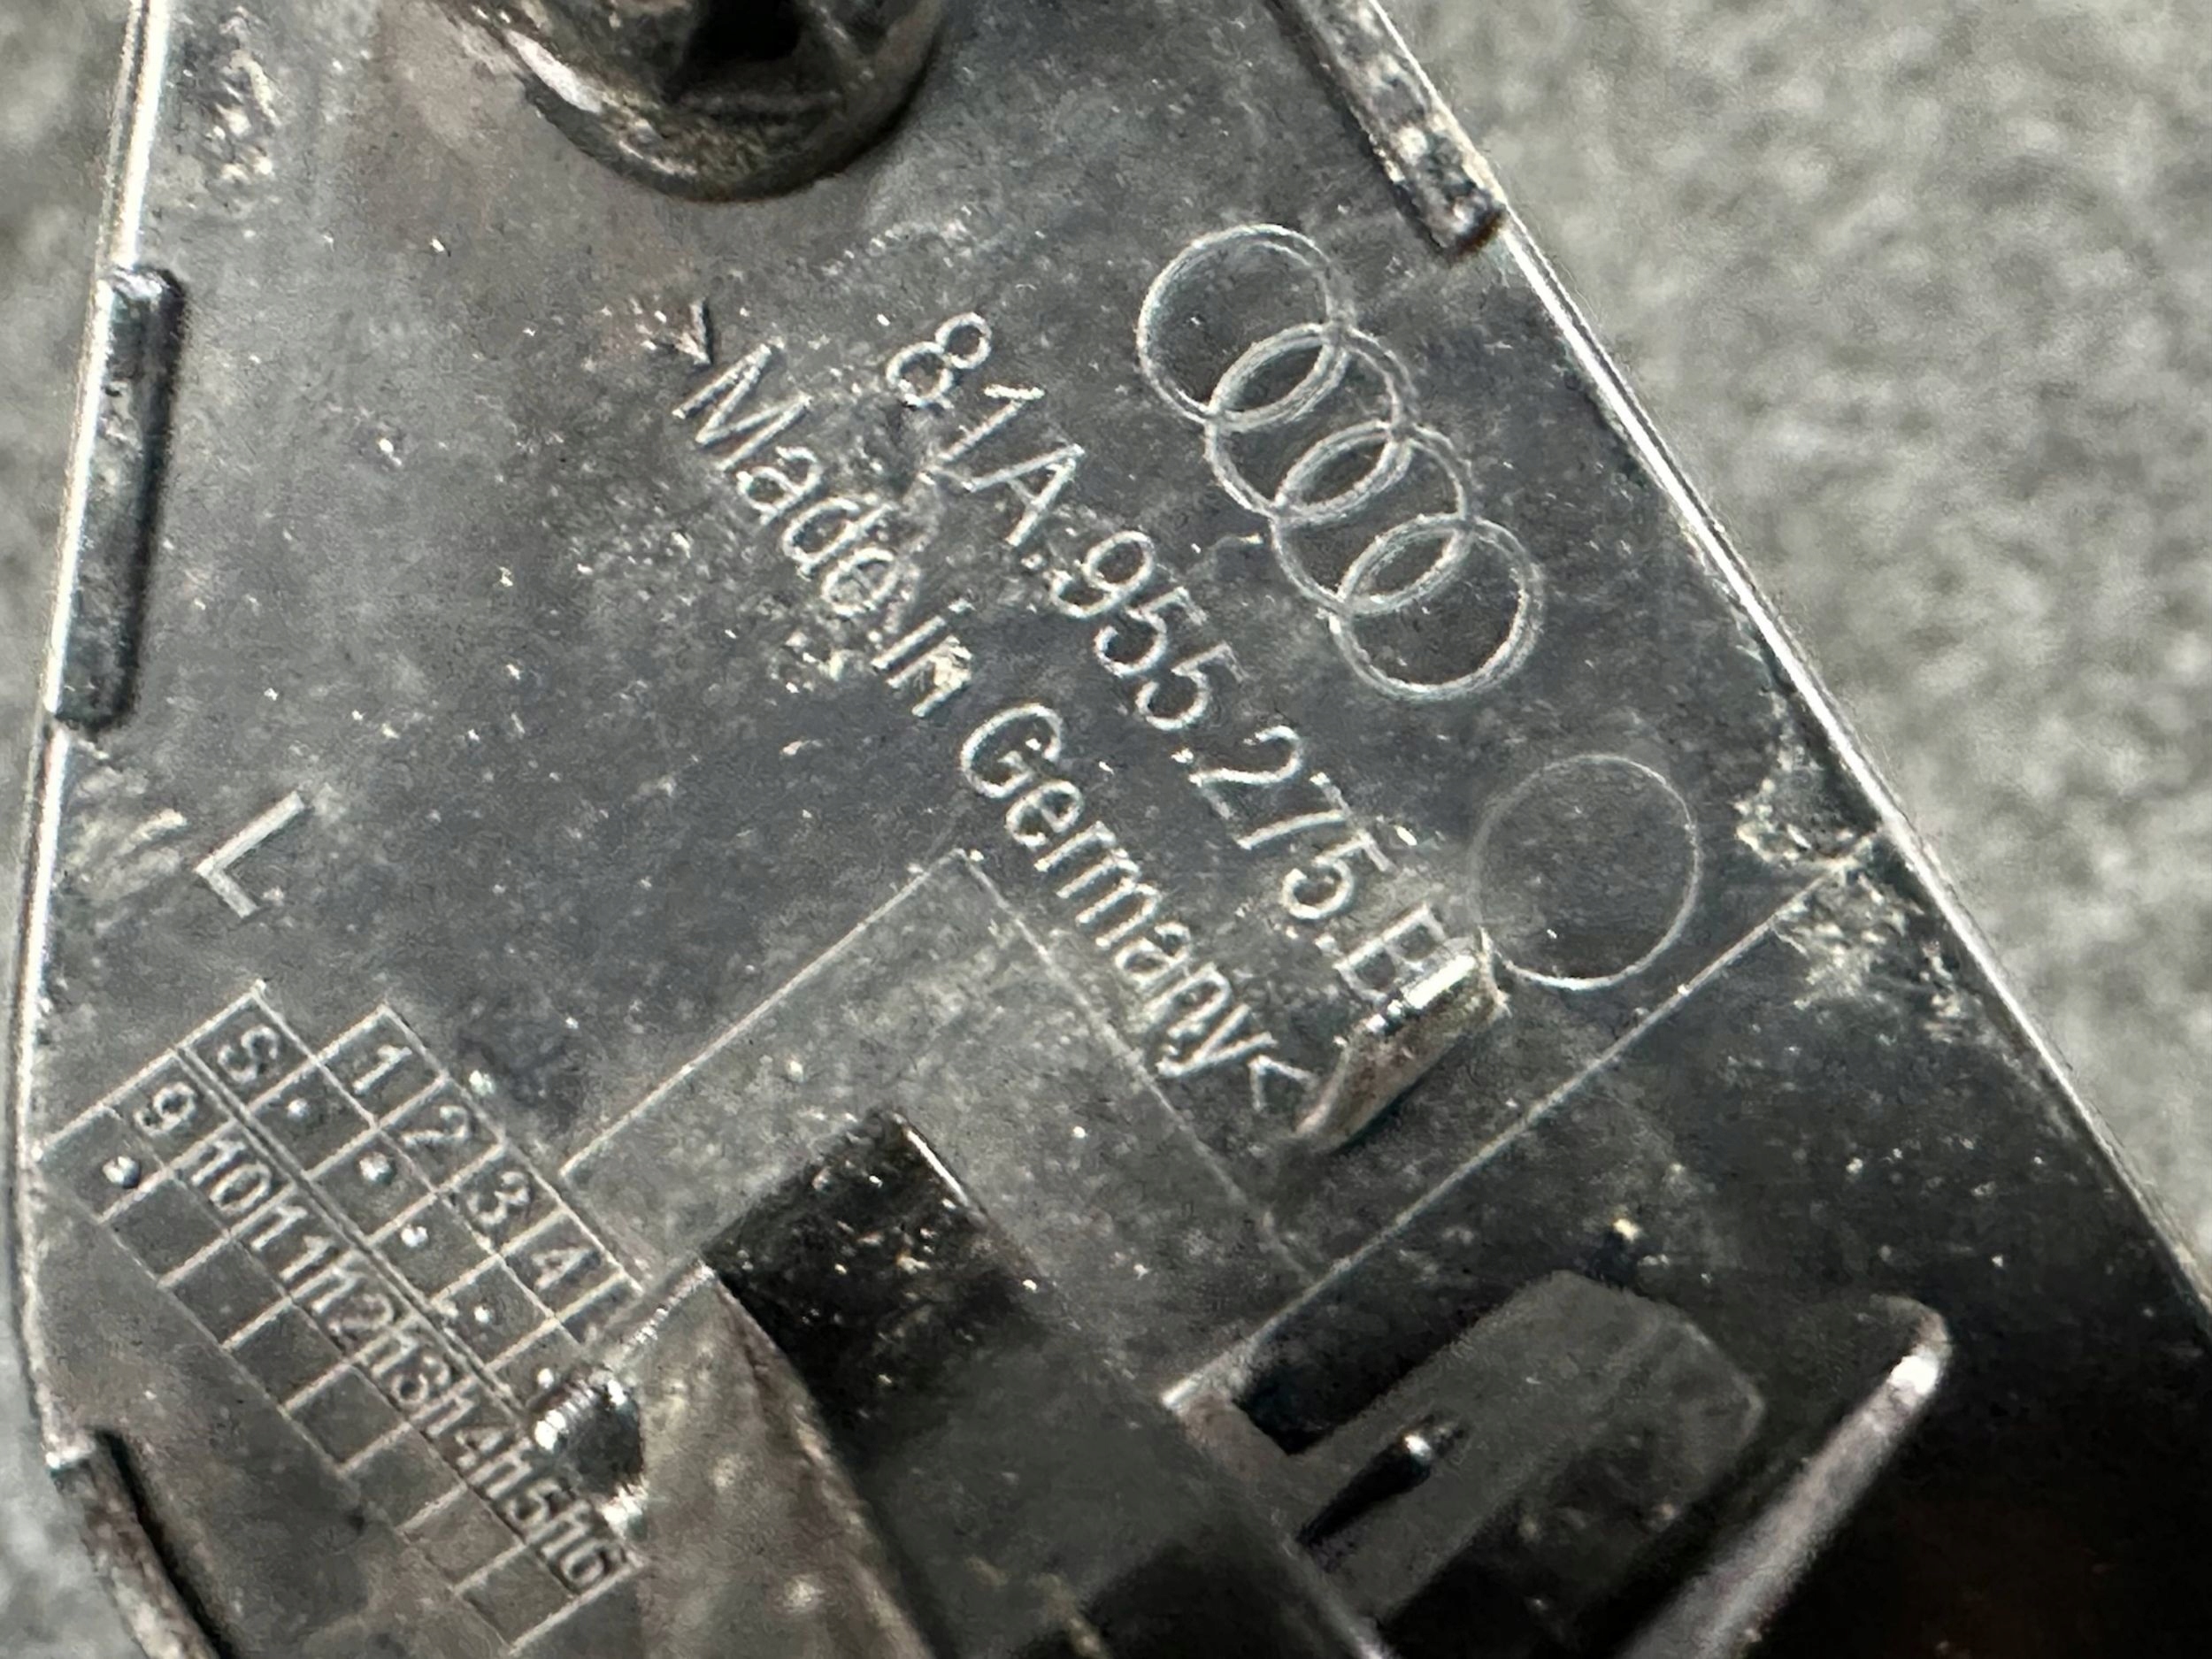 81A.955.275.B
>Made in Germany<
L
S 1 2 3 4
9 10 11 12 13 14 15 16